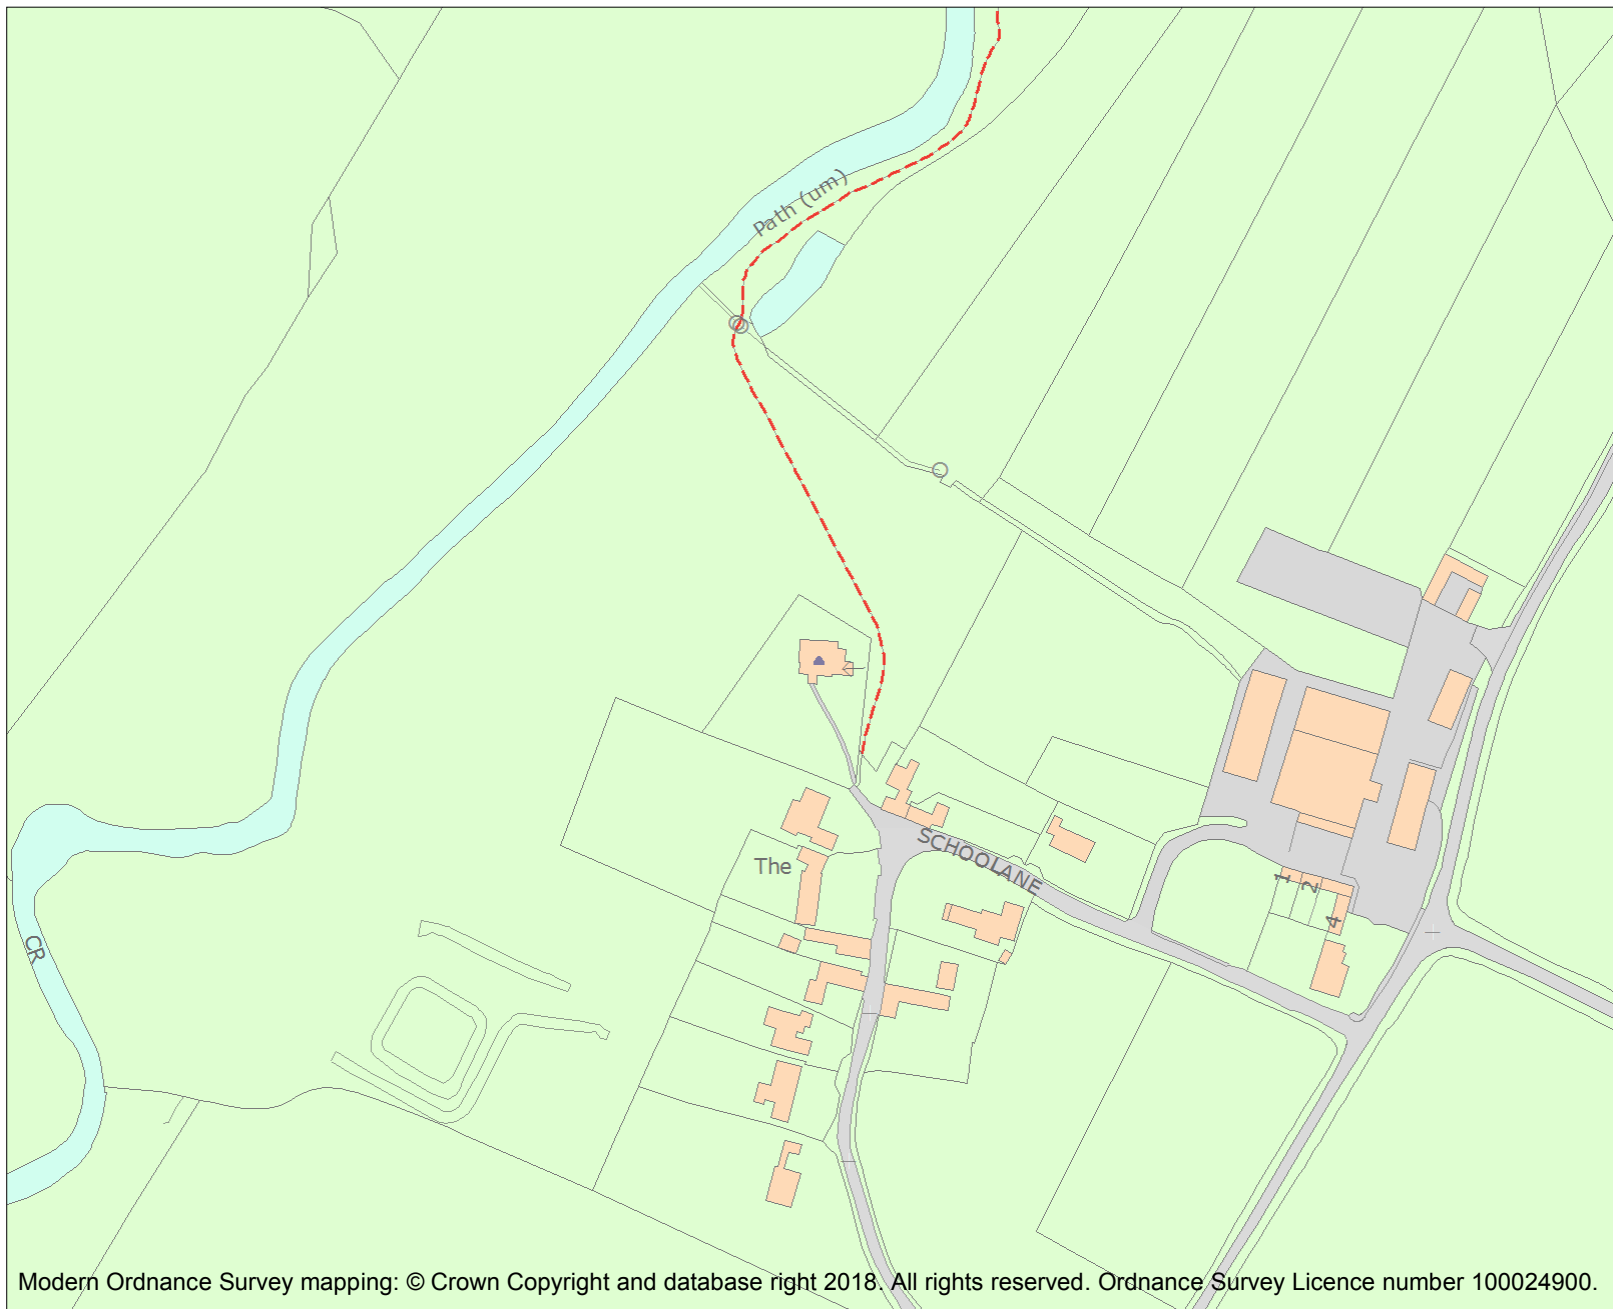 Path (um)
The
SCHOOLANE
1
2
4
CR
Modern Ordnance Survey mapping: © Crown Copyright and database right 2018. All rights reserved. Ordnance Survey Licence number 100024900.